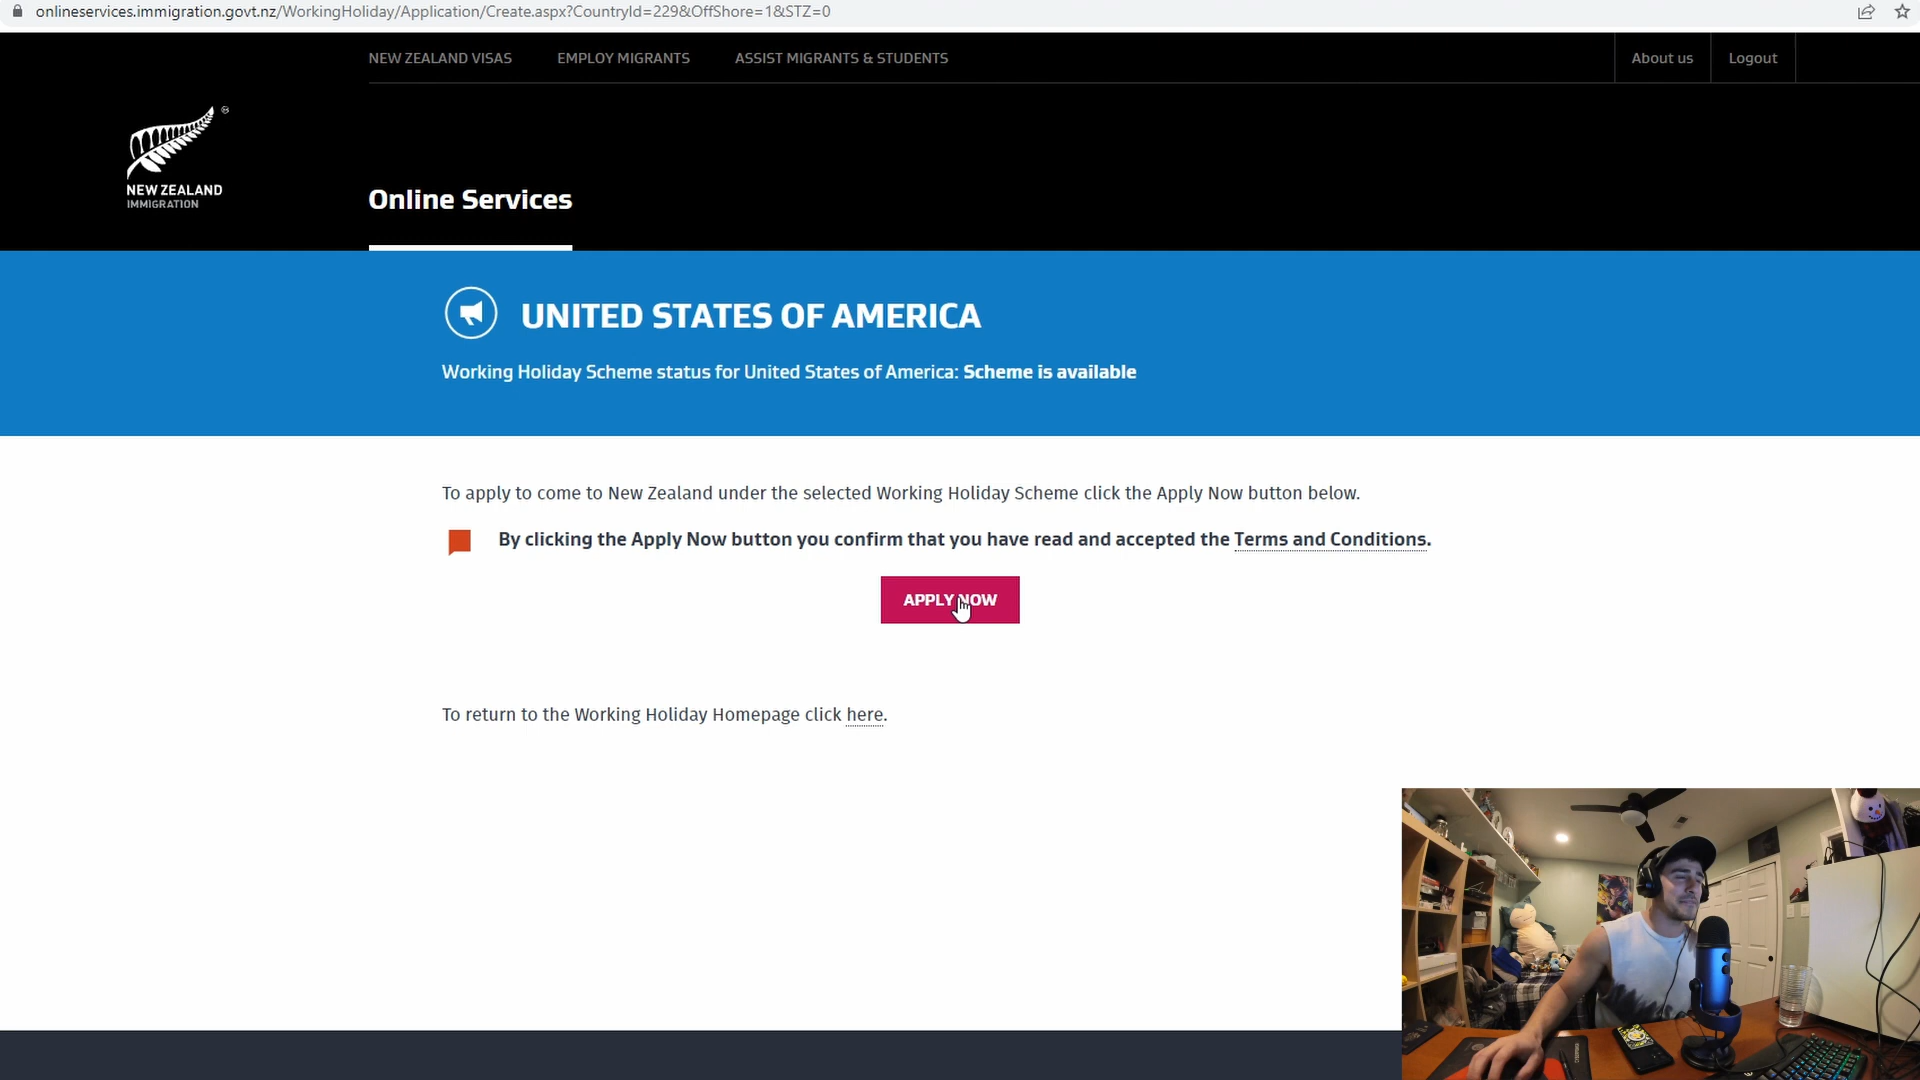 onlineservices.immigration.govt.nz/WorkingHoliday/Application/Create.aspx?CountryId=229&OffShore=1&STZ=0
NEW ZEALAND VISAS
EMPLOY MIGRANTS
ASSIST MIGRANTS & STUDENTS
About us
Logout
NEW ZEALAND
IMMIGRATION
Online Services
UNITED STATES OF AMERICA
Working Holiday Scheme status for United States of America: Scheme is available
To apply to come to New Zealand under the selected Working Holiday Scheme click the Apply Now button below.
By clicking the Apply Now button you confirm that you have read and accepted the Terms and Conditions.
APPLY NOW
To return to the Working Holiday Homepage click here.